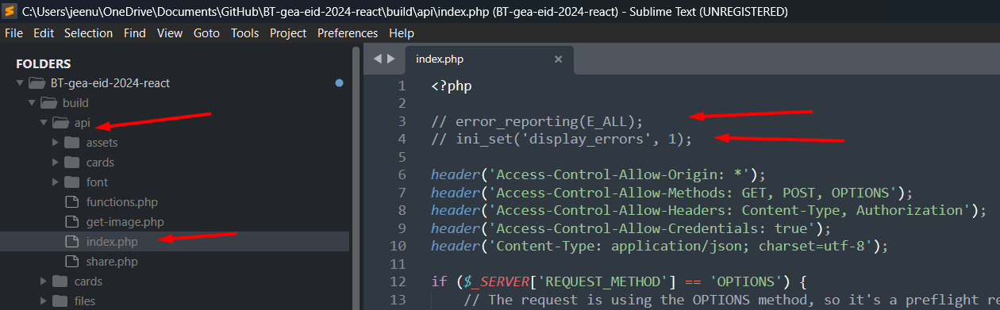 C:\Users\jeenu\OneDrive\Documents\GitHub\BT-gea-eid-2024-react\build\api\index.php (BT-gea-eid-2024-react) - Sublime Text (UNREGISTERED)
File Edit Selection Find View Goto Tools Project Preferences Help
FOLDERS
BT-gea-eid-2024-react
build
api
assets
cards
font
functions.php
get-image.php
index.php
share.php
cards
files
index.php
1 <?php
2
3 // error_reporting(E_ALL);
4 // ini_set('display_errors', 1);
5
6 header('Access-Control-Allow-Origin: *');
7 header('Access-Control-Allow-Methods: GET, POST, OPTIONS');
8 header('Access-Control-Allow-Headers: Content-Type, Authorization');
9 header('Access-Control-Allow-Credentials: true');
10 header('Content-Type: application/json; charset=utf-8');
11
12 if ($_SERVER['REQUEST_METHOD'] == 'OPTIONS') {
13 // The request is using the OPTIONS method, so it's a preflight re